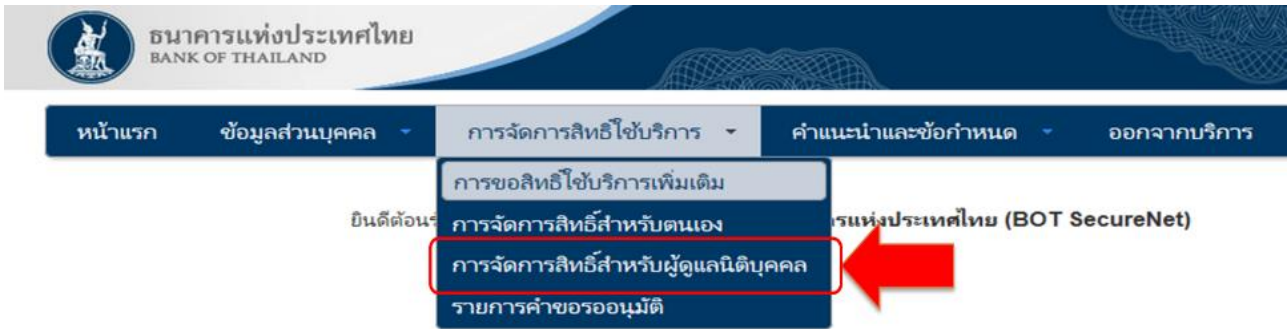 ธนาคารแห่งประเทศไทย
BANK OF THAILAND
หน้าแรก ข้อมูลส่วนบุคคล การจัดการสิทธิ์ใช้บริการ คำแนะนำและข้อกำหนด ออกจากบริการ
การขอสิทธิ์ใช้บริการเพิ่มเติม
ยินดีต้อนรับ การจัดการสิทธิ์สำหรับตนเอง รแห่งประเทศไทย (BOT SecureNet)
การจัดการสิทธิ์สำหรับผู้ดูแลนิติบุคคล
รายการคำขอรออนุมัติ